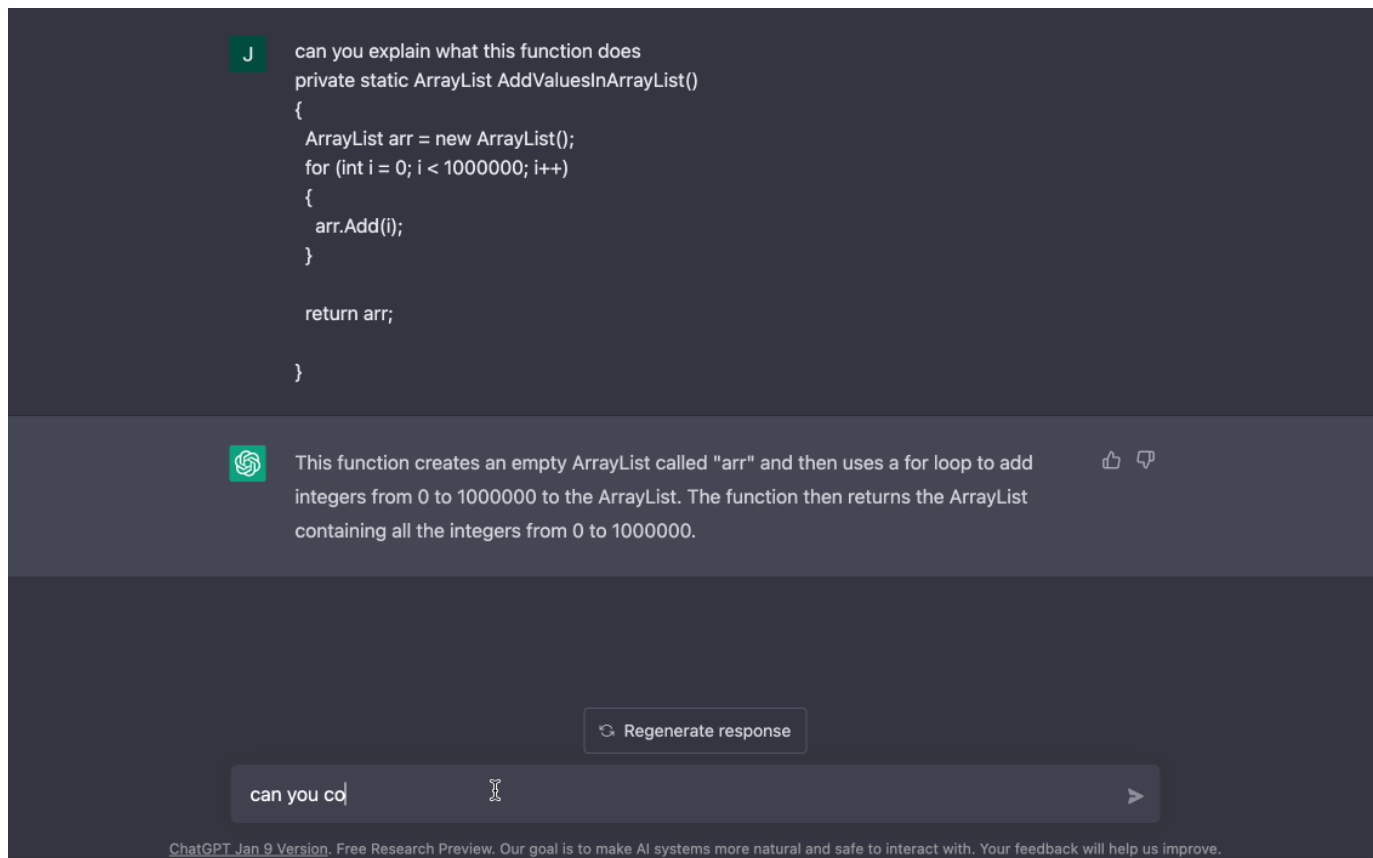 J
can you explain what this function does
private static ArrayList AddValuesInArrayList()
{
ArrayList arr = new ArrayList();
for (int i = 0; i < 1000000; i++)
{
arr.Add(i);
}
return arr;
}
This function creates an empty ArrayList called "arr" and then uses a for loop to add
integers from 0 to 1000000 to the ArrayList. The function then returns the ArrayList
containing all the integers from 0 to 1000000.
Regenerate response
can you co
ChatGPT Jan 9 Version. Free Research Preview. Our goal is to make AI systems more natural and safe to interact with. Your feedback will help us improve.